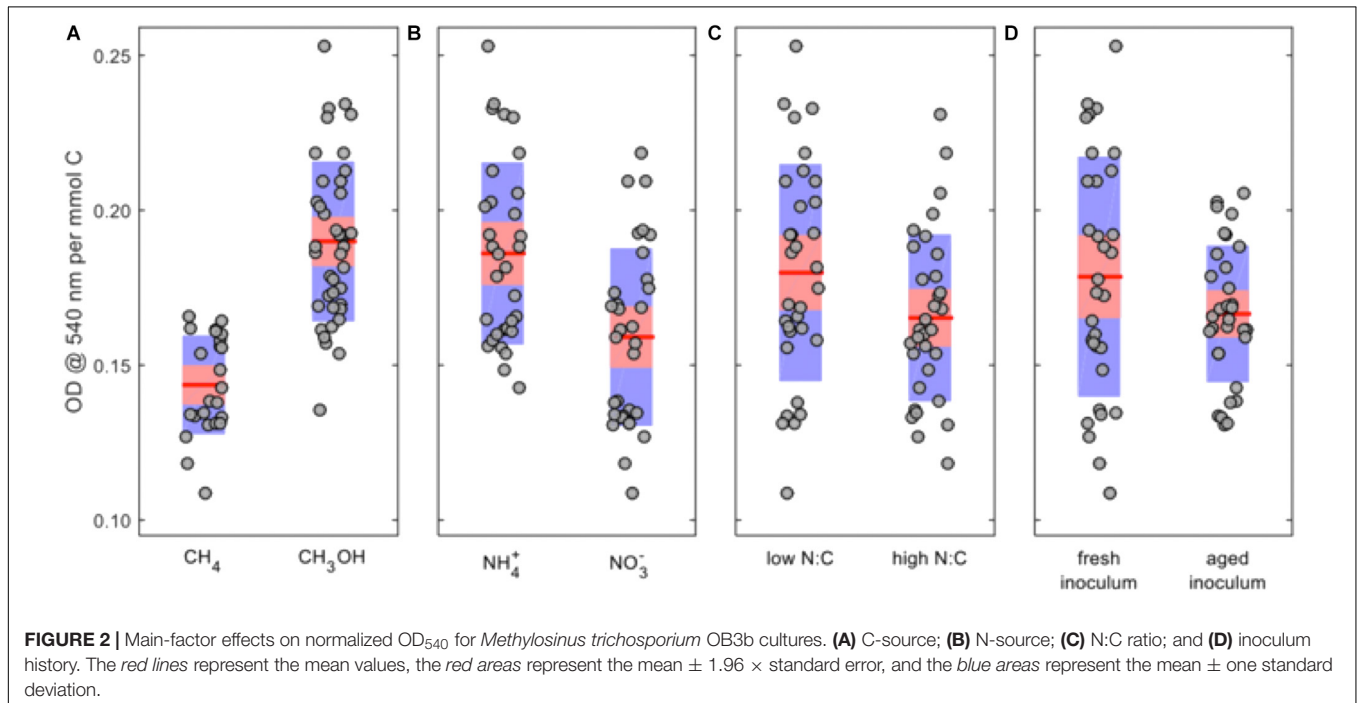 A B C D
OD @ 540 nm per mmol C
0.25
0.20
0.15
0.10
CH₄ CH₃OH NH₄⁺ NO₃⁻ low N:C high N:C fresh inoculum aged inoculum
FIGURE 2 | Main-factor effects on normalized OD₅₄₀ for Methylosinus trichosporium OB3b cultures. (A) C-source; (B) N-source; (C) N:C ratio; and (D) inoculum
history. The red lines represent the mean values, the red areas represent the mean ± 1.96 × standard error, and the blue areas represent the mean ± one standard
deviation.